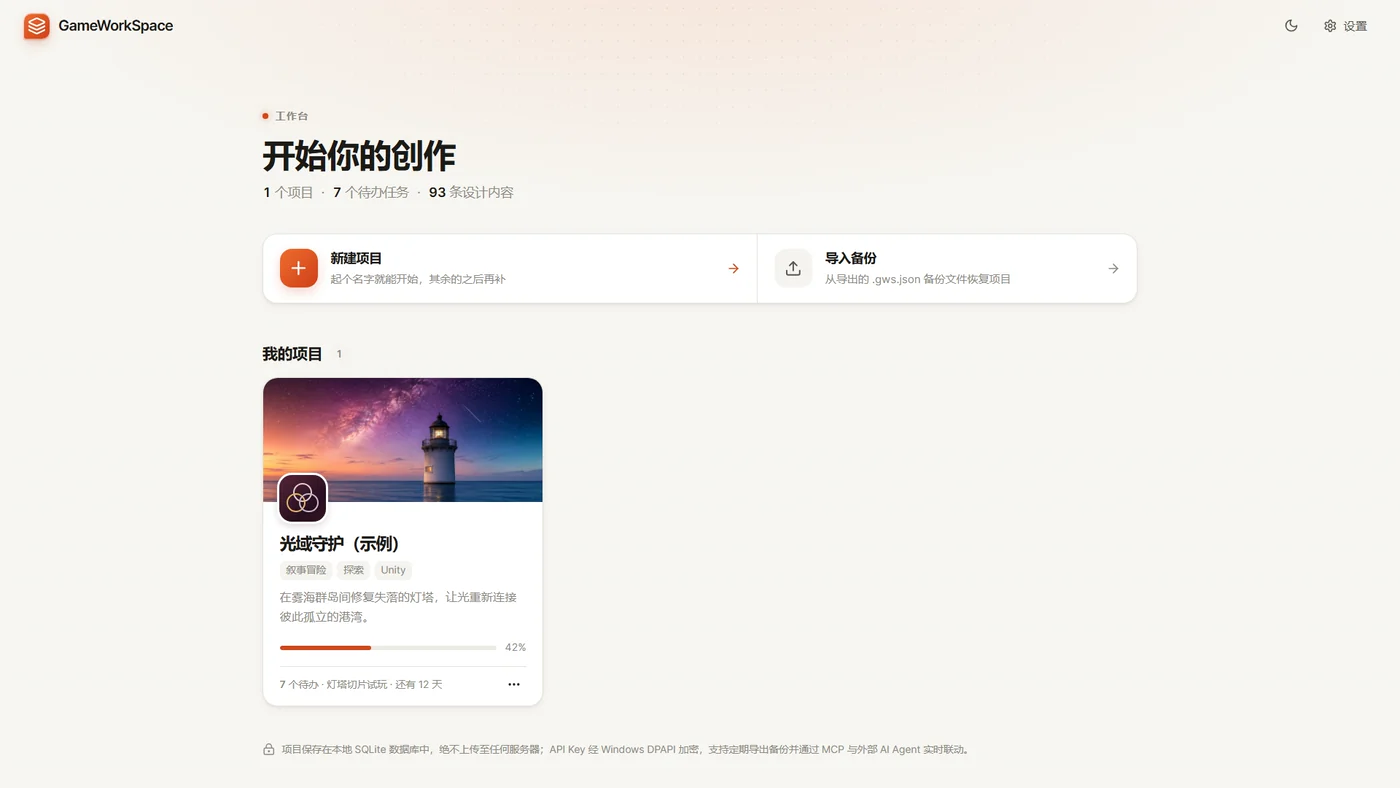 GameWorkSpace
设置
工作台
开始你的创作
1 个项目 · 7 个待办任务 · 93 条设计内容
新建项目
起个名字就能开始，其余的之后再补
导入备份
从导出的 .gws.json 备份文件恢复项目
我的项目 1
光域守护（示例）
叙事冒险 探索 Unity
在雾海群岛间修复失落的灯塔，让光重新连接
彼此孤立的港湾。
42%
7 个待办 · 灯塔切片试玩 · 还有 12 天
项目保存在本地 SQLite 数据库中，绝不上传至任何服务器；API Key 经 Windows DPAPI 加密，支持定期导出备份并通过 MCP 与外部 AI Agent 实时联动。